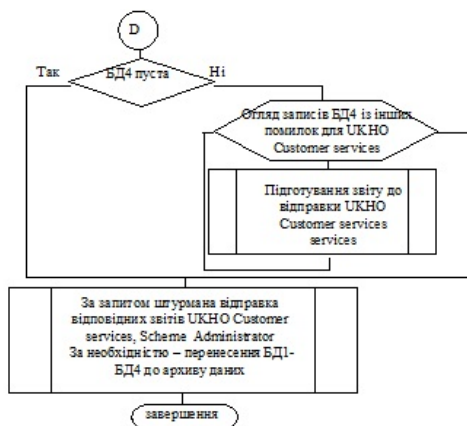 D
БД4 пуста
Так
Ні
Огляд записів БД4 із інших
помилок для UKHO
Customer services
Підготування звіту до
відправки UKHO
Customer services
services
За запитом штурмана відправка
відповідних звітів UKHO Customer
services, Scheme Administrator
За необхідністю – перенесення БД1-
БД4 до архиву даних
завершення